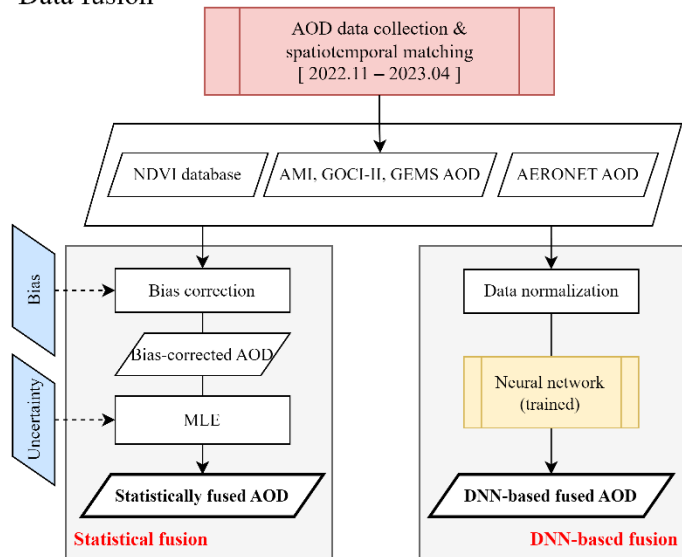 Data fusion
AOD data collection &
spatiotemporal matching
[ 2022.11 – 2023.04 ]
NDVI database
AMI, GOCI-II, GEMS AOD
AERONET AOD
Bias
Bias correction
Data normalization
Bias-corrected AOD
Uncertainty
MLE
Neural network
(trained)
Statistically fused AOD
DNN-based fused AOD
Statistical fusion
DNN-based fusion